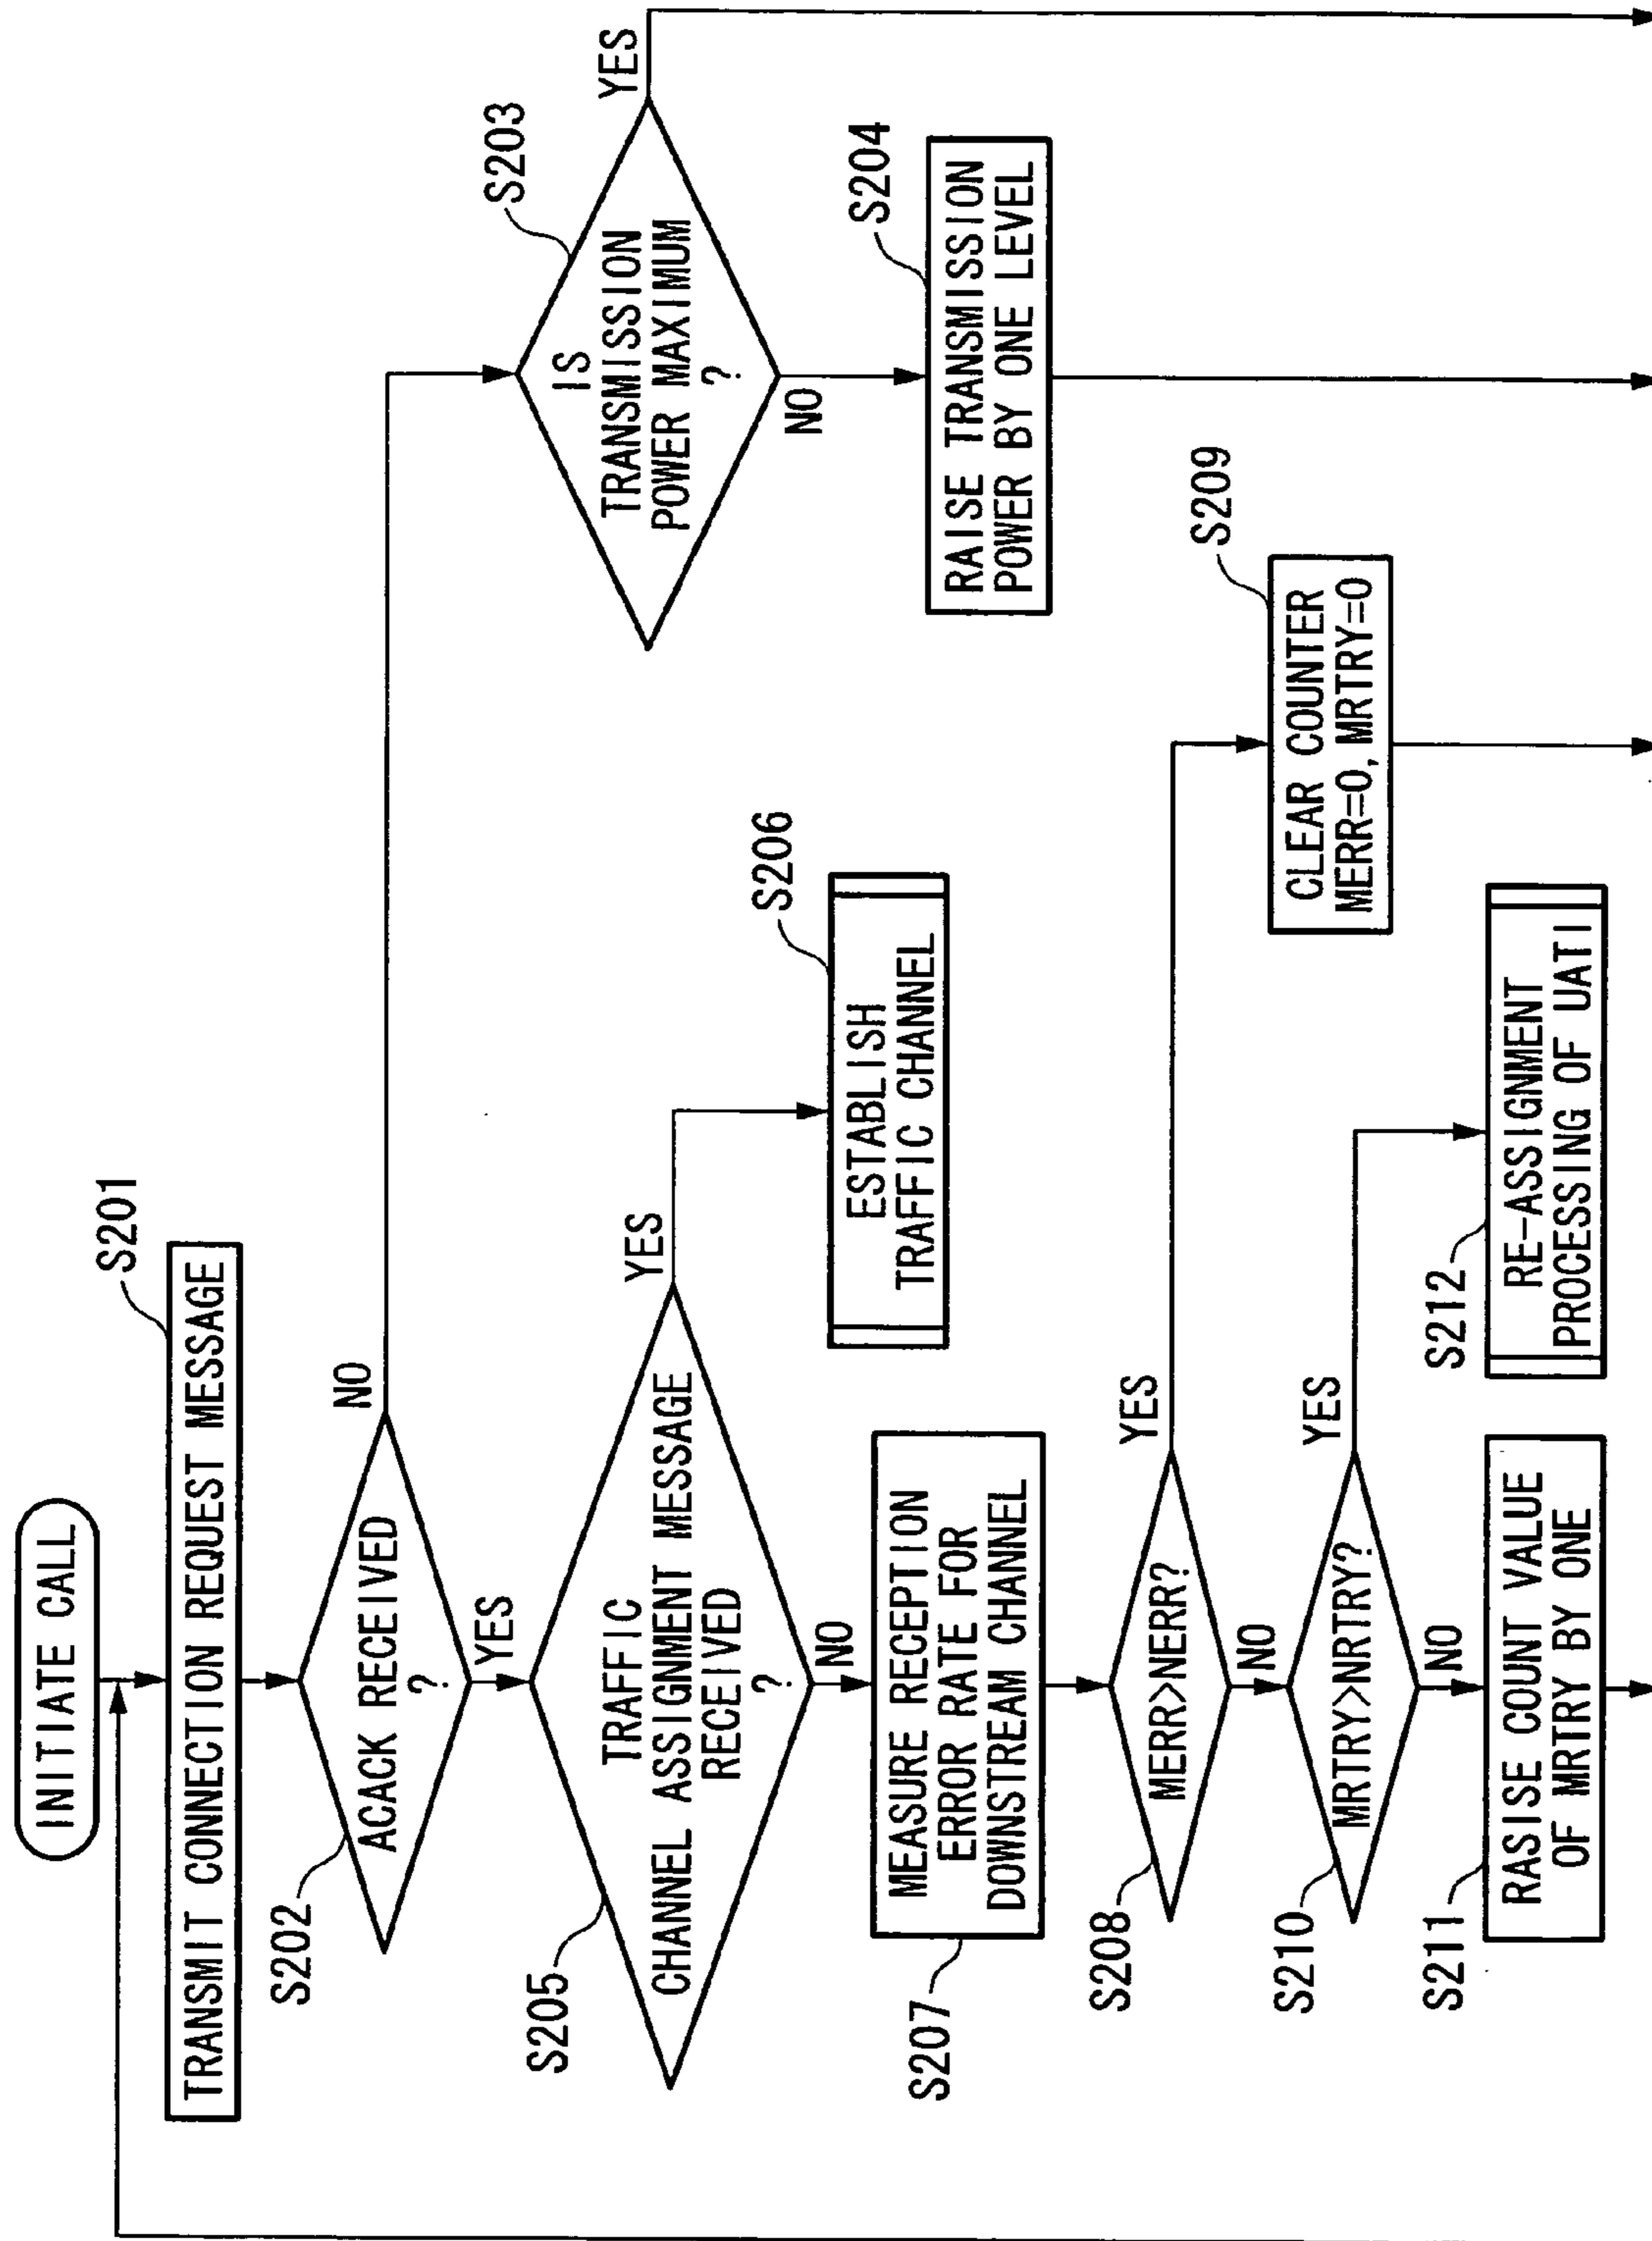 INITIATE CALL
S201
TRANSMIT CONNECTION REQUEST MESSAGE
S202
ACACK RECEIVED
?
NO
YES
S203
IS
TRANSMISSION
POWER MAXIMUM
?
YES
NO
S204
RAISE TRANSMISSION
POWER BY ONE LEVEL
S205
TRAFFIC
CHANNEL ASSIGNMENT MESSAGE
RECEIVED
?
YES
NO
S206
ESTABLISH
TRAFFIC CHANNEL
S207
MEASURE RECEPTION
ERROR RATE FOR
DOWNSTREAM CHANNEL
S208
MERR>NERR?
YES
NO
S209
CLEAR COUNTER
MERR=0, MRTRY=0
S210
MRTRY>NRTRY?
YES
NO
S211
RASISE COUNT VALUE
OF MRTRY BY ONE
S212
RE-ASSIGNMENT
PROCESSING OF UATI